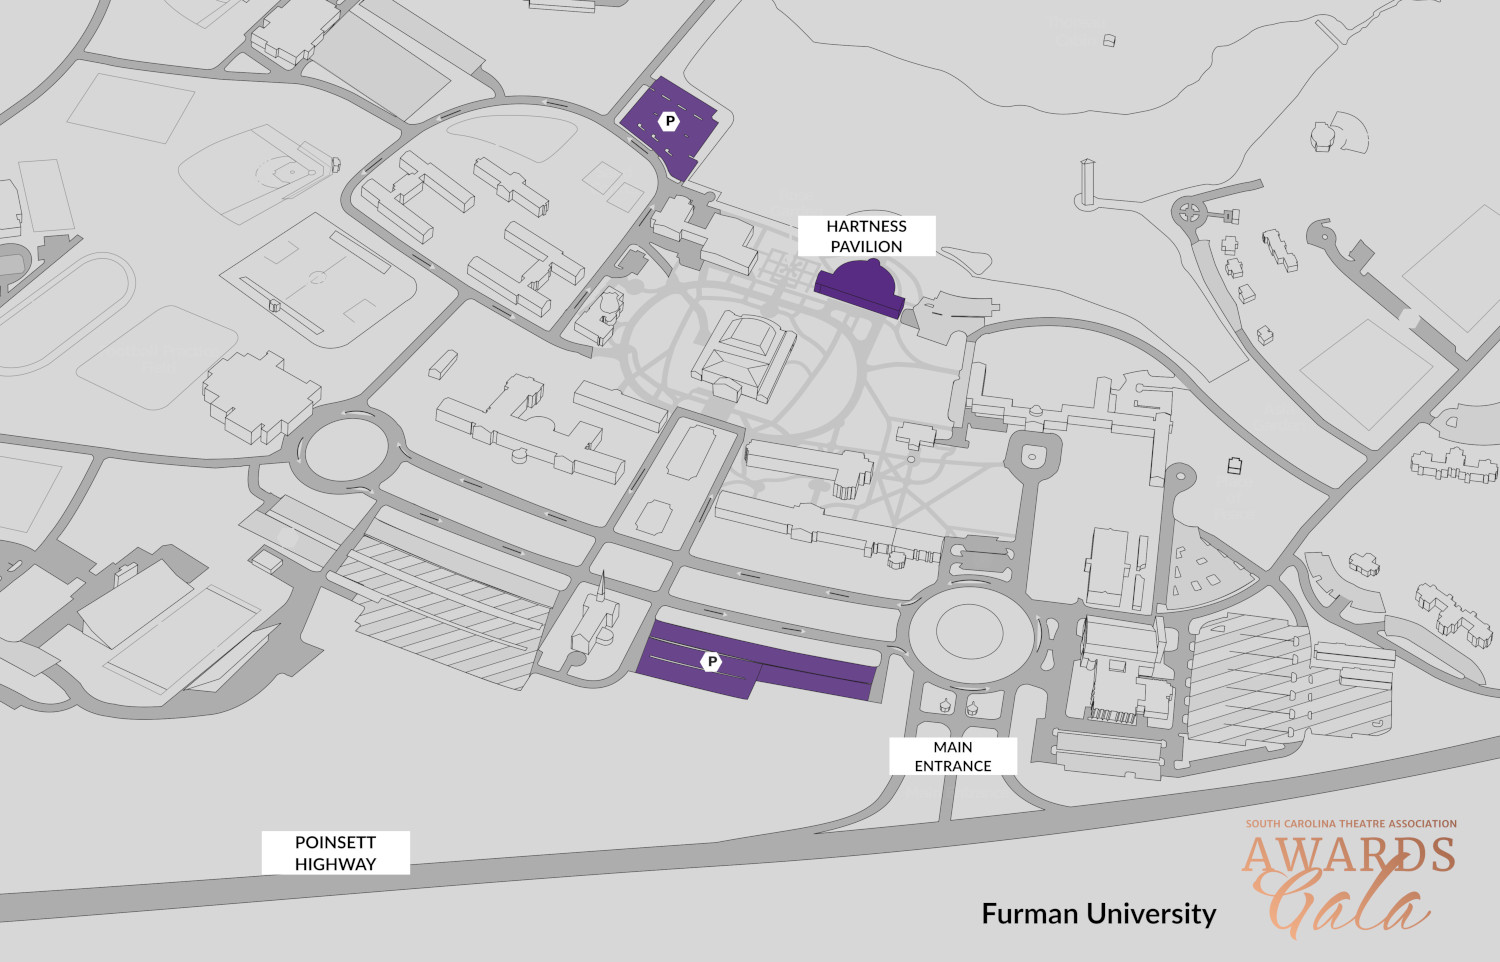 P
HARTNESS
PAVILION
P
MAIN
ENTRANCE
POINSETT
HIGHWAY
SOUTH CAROLINA THEATRE ASSOCIATION
AWARDS
Gala
Furman University